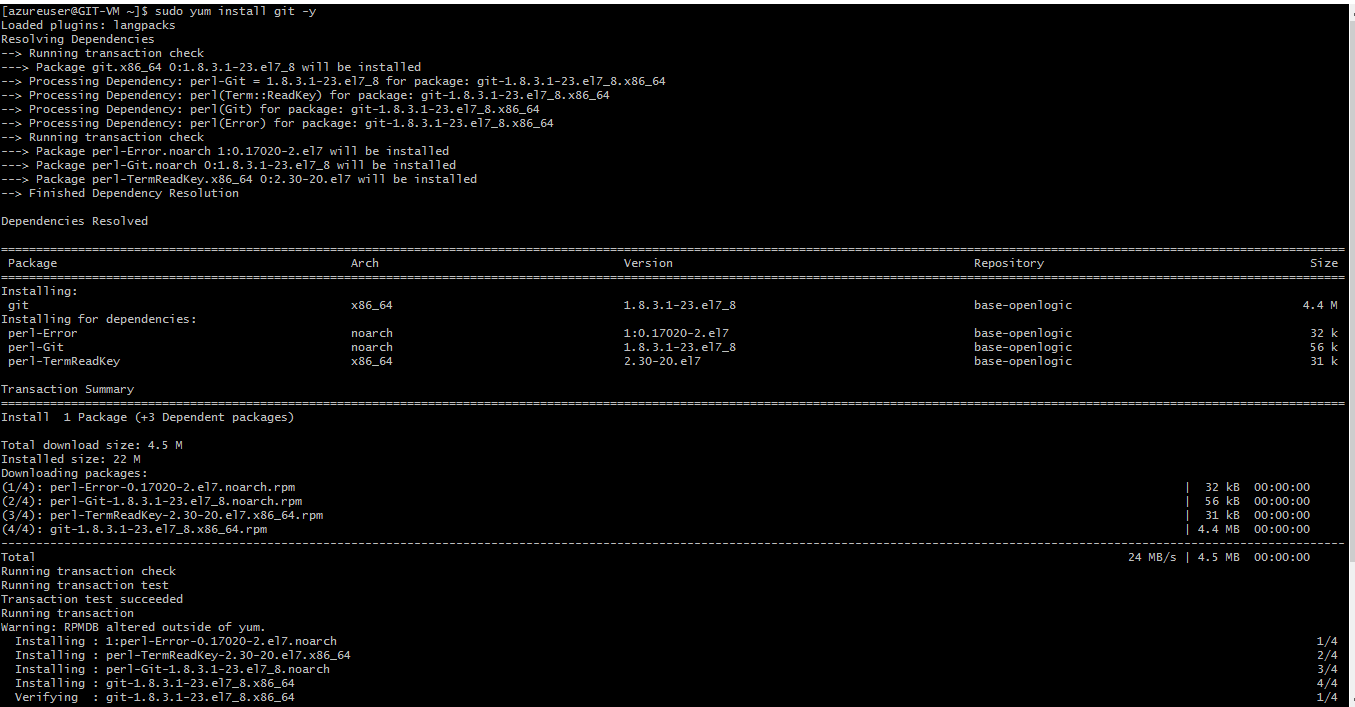 [azureuser@GIT-VM ~]$ sudo yum install git -y
Loaded plugins: langpacks
Resolving Dependencies
--> Running transaction check
---> Package git.x86_64 0:1.8.3.1-23.el7_8 will be installed
--> Processing Dependency: perl-Git = 1.8.3.1-23.el7_8 for package: git-1.8.3.1-23.el7_8.x86_64
--> Processing Dependency: perl(Term::ReadKey) for package: git-1.8.3.1-23.el7_8.x86_64
--> Processing Dependency: perl(Git) for package: git-1.8.3.1-23.el7_8.x86_64
--> Processing Dependency: perl(Error) for package: git-1.8.3.1-23.el7_8.x86_64
--> Running transaction check
---> Package perl-Error.noarch 1:0.17020-2.el7 will be installed
---> Package perl-Git.noarch 0:1.8.3.1-23.el7_8 will be installed
---> Package perl-TermReadKey.x86_64 0:2.30-20.el7 will be installed
--> Finished Dependency Resolution
Dependencies Resolved
Package Arch Version Repository Size
Installing:
git x86_64 1.8.3.1-23.el7_8 base-openlogic 4.4 M
Installing for dependencies:
perl-Error noarch 1:0.17020-2.el7 base-openlogic 32 k
perl-Git noarch 1.8.3.1-23.el7_8 base-openlogic 56 k
perl-TermReadKey x86_64 2.30-20.el7 base-openlogic 31 k
Transaction Summary
Install  1 Package (+3 Dependent packages)
Total download size: 4.5 M
Installed size: 22 M
Downloading packages:
(1/4): perl-Error-0.17020-2.el7.noarch.rpm | 32 kB 00:00:00
(2/4): perl-Git-1.8.3.1-23.el7_8.noarch.rpm | 56 kB 00:00:00
(3/4): perl-TermReadKey-2.30-20.el7.x86_64.rpm | 31 kB 00:00:00
(4/4): git-1.8.3.1-23.el7_8.x86_64.rpm | 4.4 MB 00:00:00
Total 24 MB/s | 4.5 MB 00:00:00
Running transaction check
Running transaction test
Transaction test succeeded
Running transaction
Warning: RPMDB altered outside of yum.
Installing : 1:perl-Error-0.17020-2.el7.noarch 1/4
Installing : perl-TermReadKey-2.30-20.el7.x86_64 2/4
Installing : perl-Git-1.8.3.1-23.el7_8.noarch 3/4
Installing : git-1.8.3.1-23.el7_8.x86_64 4/4
Verifying  : git-1.8.3.1-23.el7_8.x86_64 1/4